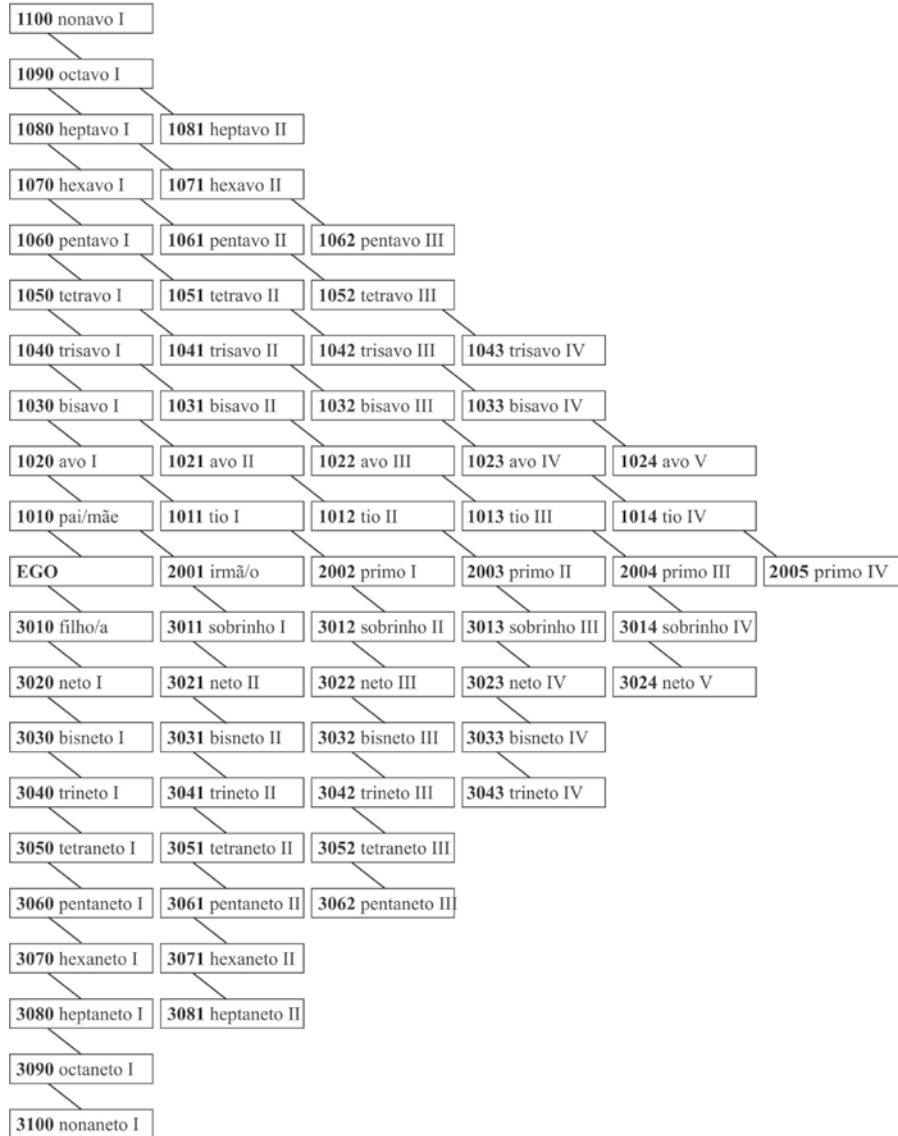 1100 nonavo I
1090 octavo I
1080 heptavo I 1081 heptavo II
1070 hexavo I 1071 hexavo II
1060 pentavo I 1061 pentavo II 1062 pentavo III
1050 tetravo I 1051 tetravo II 1052 tetravo III
1040 trisavo I 1041 trisavo II 1042 trisavo III 1043 trisavo IV
1030 bisavo I 1031 bisavo II 1032 bisavo III 1033 bisavo IV
1020 avo I 1021 avo II 1022 avo III 1023 avo IV 1024 avo V
1010 pai/mãe 1011 tio I 1012 tio II 1013 tio III 1014 tio IV
EGO 2001 irmã/o 2002 primo I 2003 primo II 2004 primo III 2005 primo IV
3010 filho/a 3011 sobrinho I 3012 sobrinho II 3013 sobrinho III 3014 sobrinho IV
3020 neto I 3021 neto II 3022 neto III 3023 neto IV 3024 neto V
3030 bisneto I 3031 bisneto II 3032 bisneto III 3033 bisneto IV
3040 trineto I 3041 trineto II 3042 trineto III 3043 trineto IV
3050 tetraneto I 3051 tetraneto II 3052 tetraneto III
3060 pentaneto I 3061 pentaneto II 3062 pentaneto III
3070 hexaneto I 3071 hexaneto II
3080 heptaneto I 3081 heptaneto II
3090 octaneto I
3100 nonaneto I